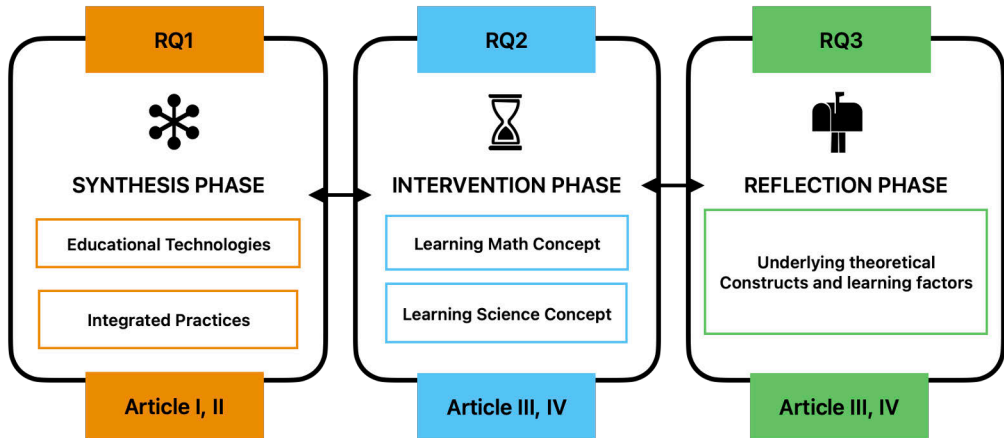 RQ1
SYNTHESIS PHASE
Educational Technologies
Integrated Practices
Article I, II
RQ2
INTERVENTION PHASE
Learning Math Concept
Learning Science Concept
Article III, IV
RQ3
REFLECTION PHASE
Underlying theoretical
Constructs and learning factors
Article III, IV